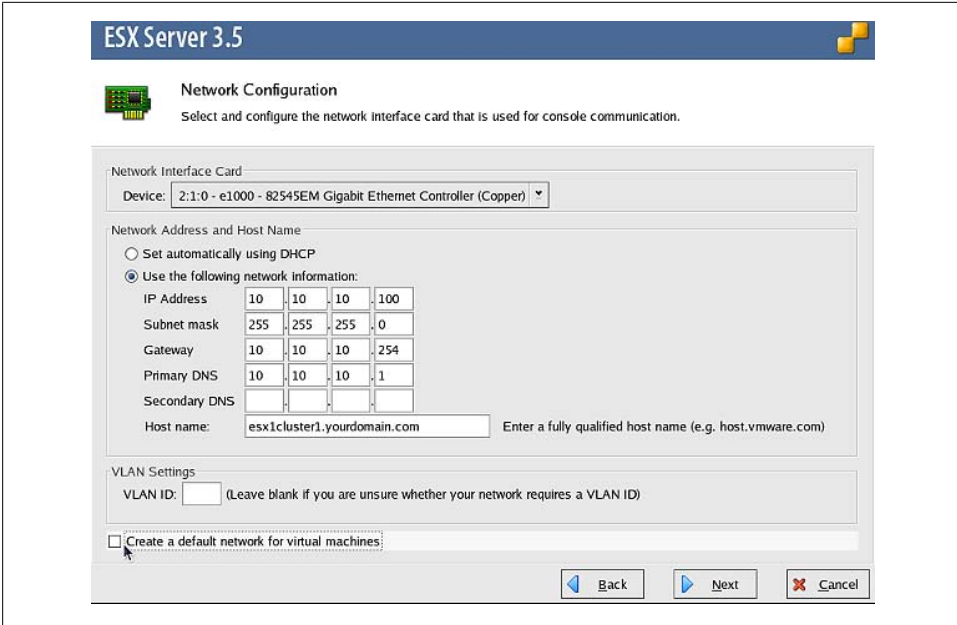 ESX Server 3.5
Network Configuration
Select and configure the network interface card that is used for console communication.
Network Interface Card
Device: 2:1:0 - e1000 - 82545EM Gigabit Ethernet Controller (Copper)
Network Address and Host Name
Set automatically using DHCP
Use the following network information:
IP Address 10 . 10 . 10 . 100
Subnet mask 255 . 255 . 255 . 0
Gateway 10 . 10 . 10 . 254
Primary DNS 10 . 10 . 10 . 1
Secondary DNS . . .
Host name: esx1cluster1.yourdomain.com Enter a fully qualified host name (e.g. host.vmware.com)
VLAN Settings
VLAN ID: (Leave blank if you are unsure whether your network requires a VLAN ID)
Create a default network for virtual machines
Back Next Cancel